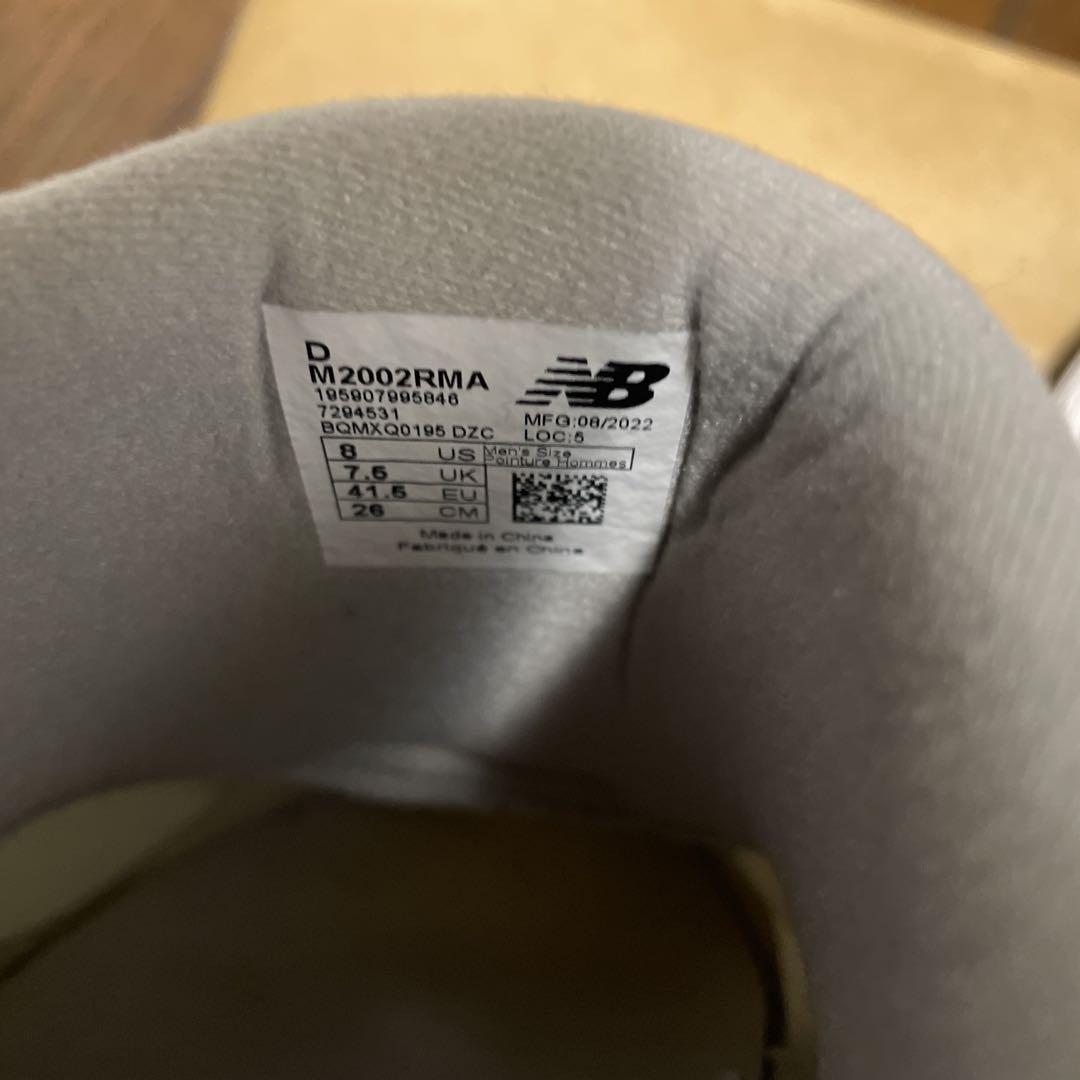 D
M2002RMA
195907995846
7294531
BQMXQ0195 DZC
NB
MFG:08/2022
LOC:5
8 US
7.5 UK
41.5 EU
26 CM
Men's Size
Pointure Hommes
Made in China
Fabriqué en Chine